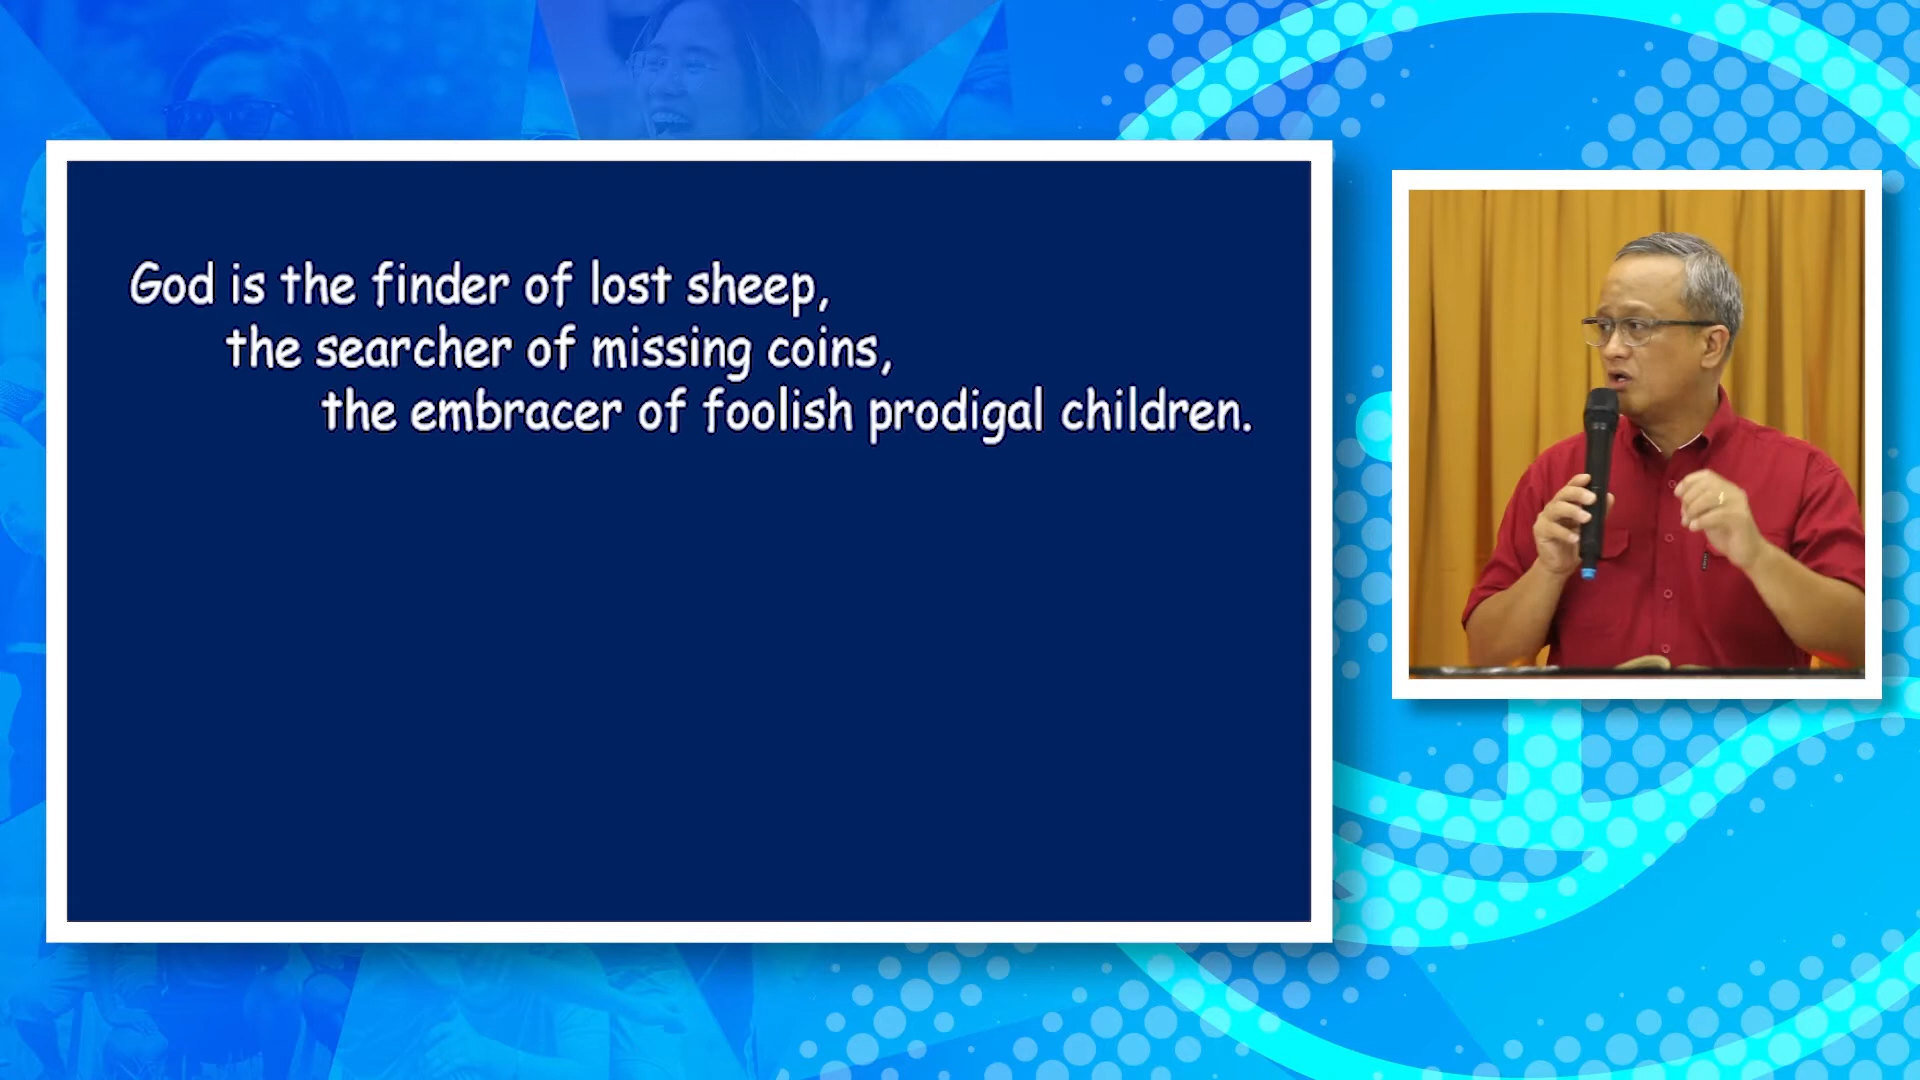 God is the finder of lost sheep,
the searcher of missing coins,
the embracer of foolish prodigal children.